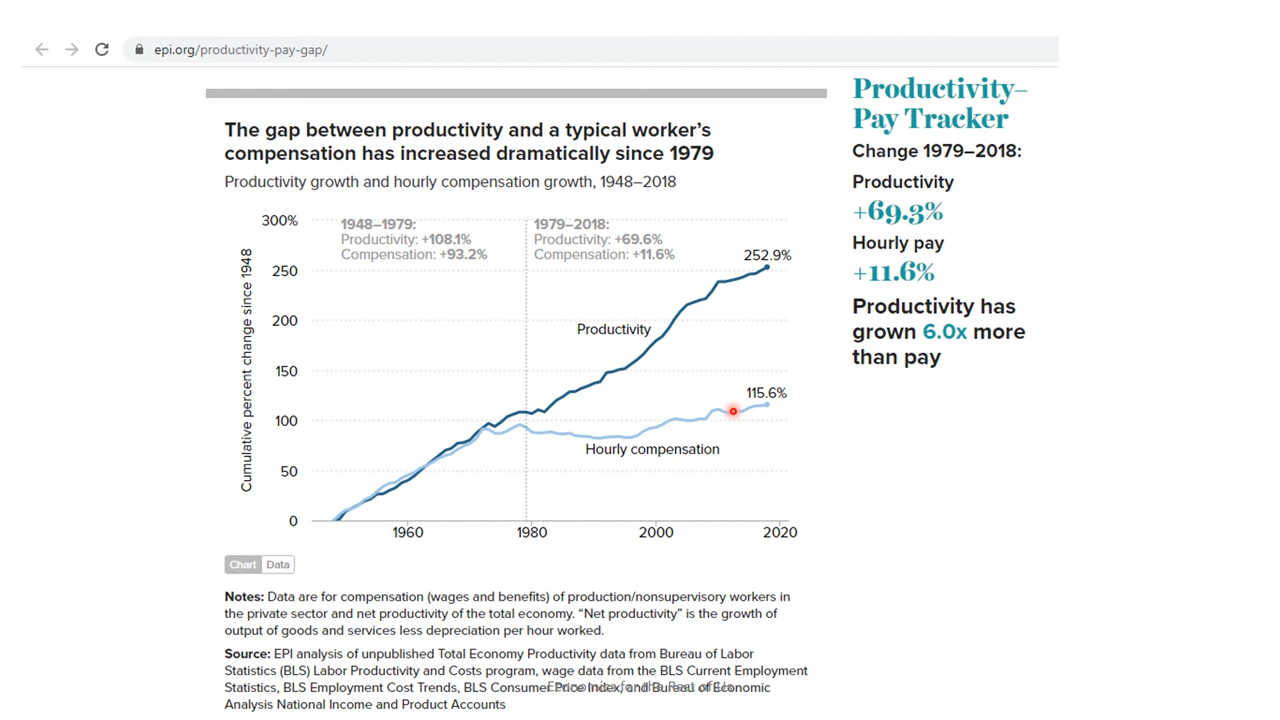 epi.org/productivity-pay-gap/
The gap between productivity and a typical worker’s
compensation has increased dramatically since 1979
Productivity growth and hourly compensation growth, 1948–2018
Cumulative percent change since 1948
300%
250
200
150
100
50
0
1948–1979:
Productivity: +108.1%
Compensation: +93.2%
1979–2018:
Productivity: +69.6%
Compensation: +11.6%
252.9%
Productivity
115.6%
Hourly compensation
1960
1980
2000
2020
Chart
Data
Notes: Data are for compensation (wages and benefits) of production/nonsupervisory workers in
the private sector and net productivity of the total economy. “Net productivity” is the growth of
output of goods and services less depreciation per hour worked.
Source: EPI analysis of unpublished Total Economy Productivity data from Bureau of Labor
Statistics (BLS) Labor Productivity and Costs program, wage data from the BLS Current Employment
Statistics, BLS Employment Cost Trends, BLS Consumer Price Index, and Bureau of Economic
Analysis National Income and Product Accounts
Economics for the Rest of Us
Productivity–
Pay Tracker
Change 1979–2018:
Productivity
+69.3%
Hourly pay
+11.6%
Productivity has
grown 6.0x more
than pay